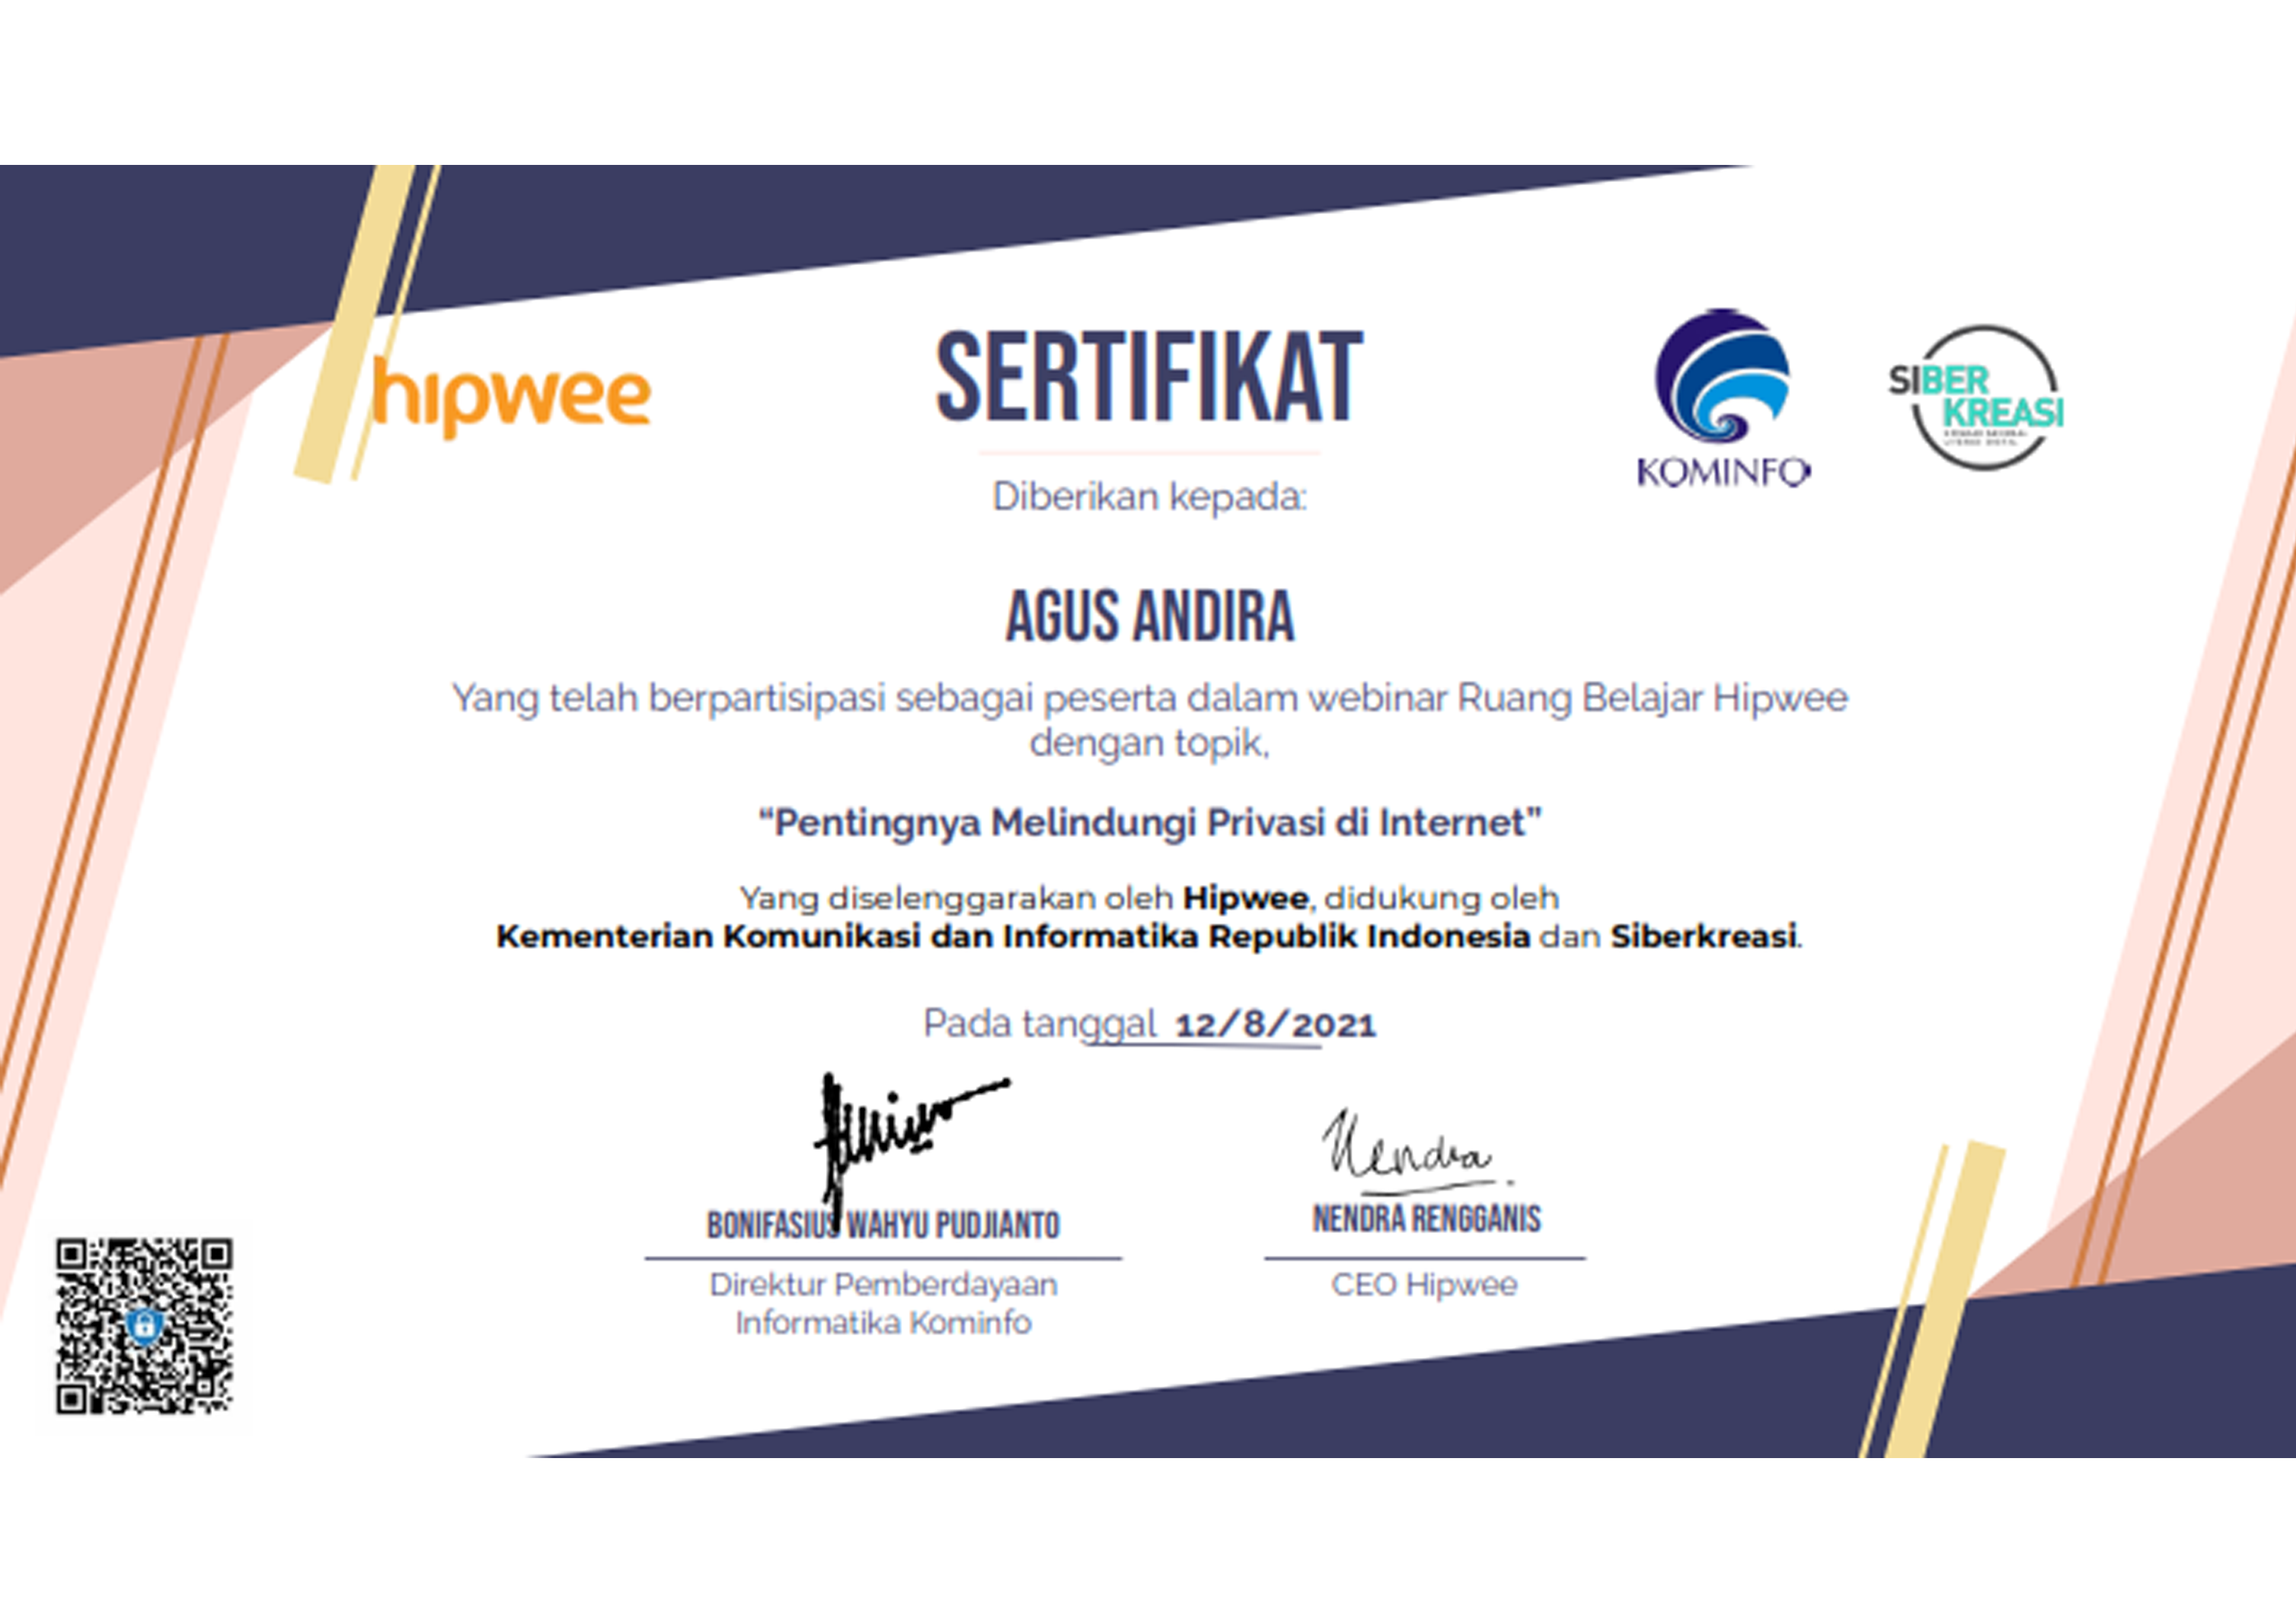 hipwee
SERTIFIKAT
KOMINFO
SIBER
KREASI
Diberikan kepada:
AGUS ANDIRA
Yang telah berpartisipasi sebagai peserta dalam webinar Ruang Belajar Hipwee
dengan topik,
“Pentingnya Melindungi Privasi di Internet”
Yang diselenggarakan oleh Hipwee, didukung oleh
Kementerian Komunikasi dan Informatika Republik Indonesia dan Siberkreasi.
Pada tanggal 12/8/2021
Nendra
BONIFASIUS WAHYU PUDJIANTO
NENDRA RENGGANIS
Direktur Pemberdayaan
Informatika Kominfo
CEO Hipwee